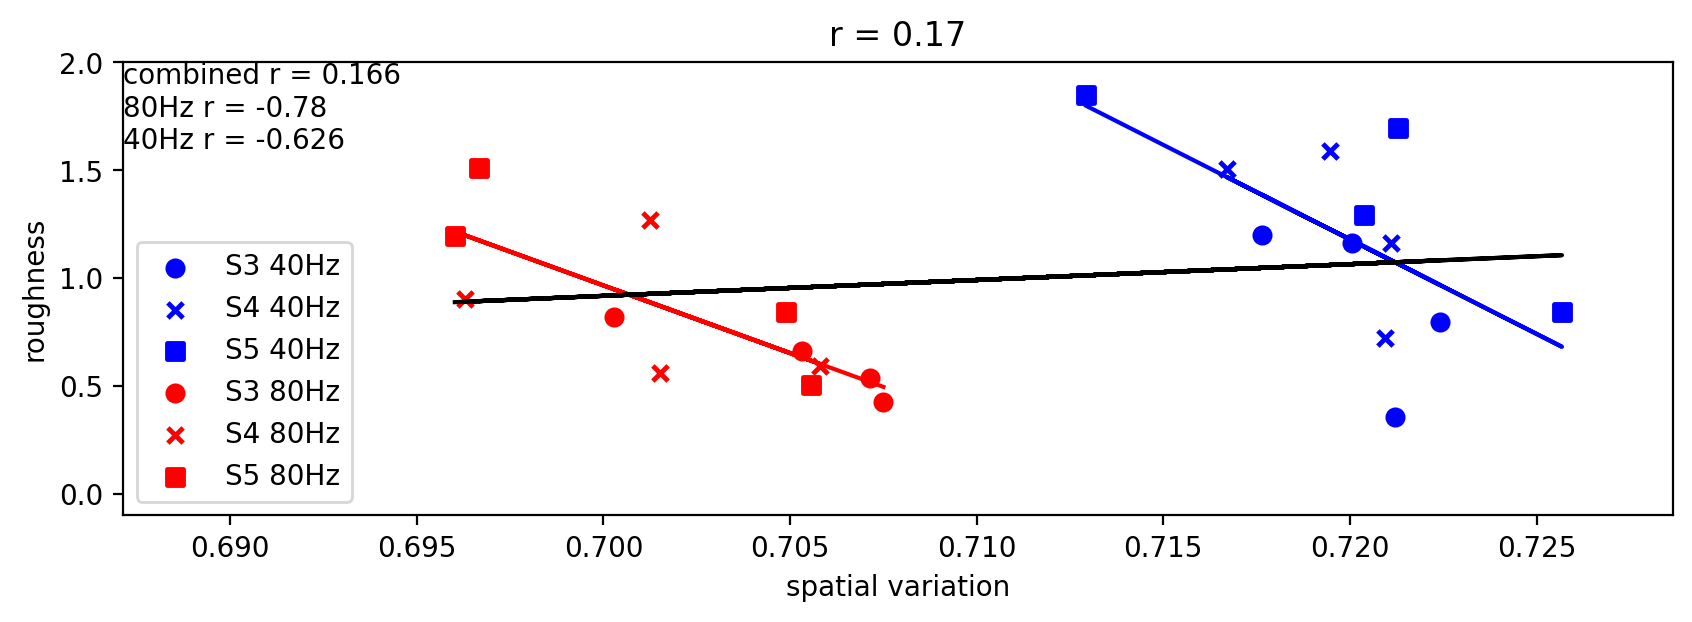 r = 0.17
combined r = 0.166
80Hz r = -0.78
40Hz r = -0.626
2.0
1.5
1.0
0.5
0.0
roughness
S3 40Hz
S4 40Hz
S5 40Hz
S3 80Hz
S4 80Hz
S5 80Hz
0.690 0.695 0.700 0.705 0.710 0.715 0.720 0.725
spatial variation